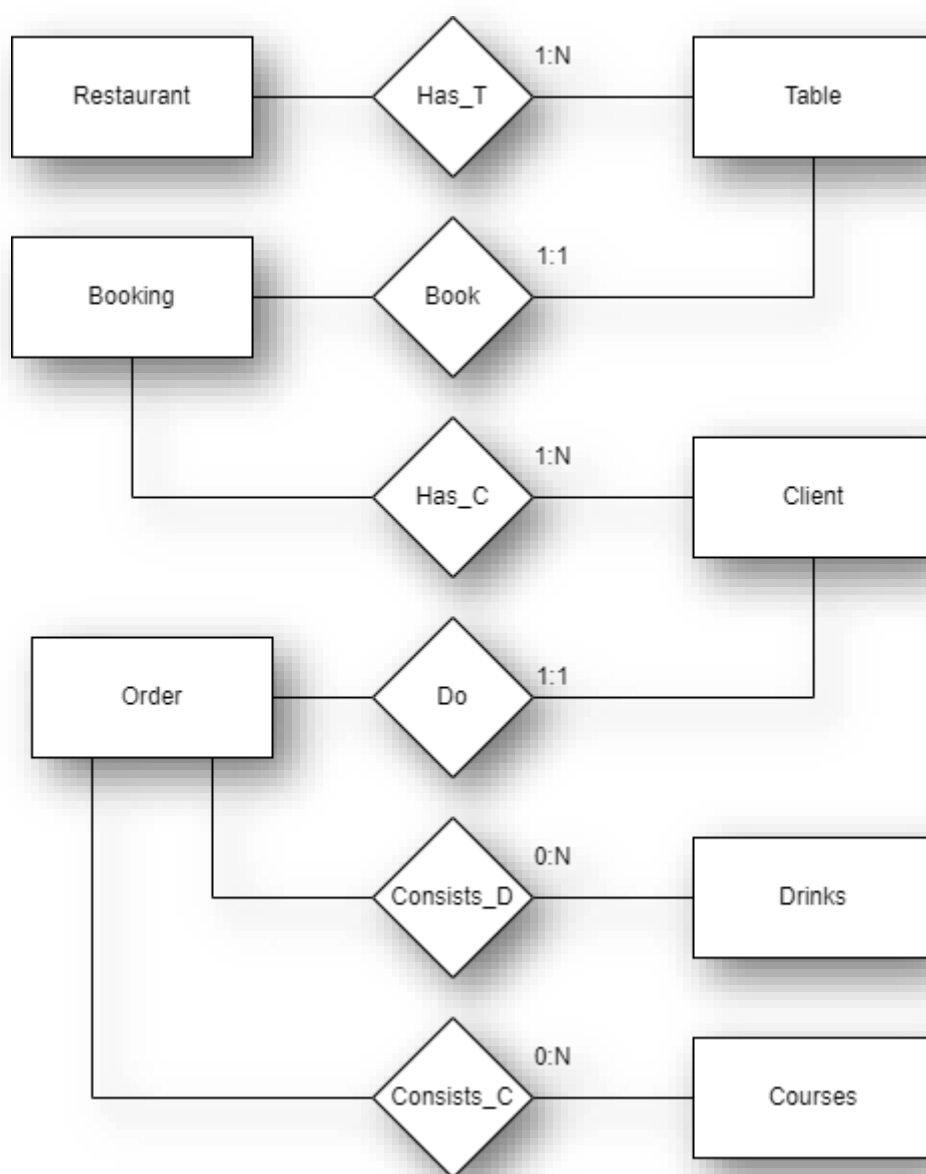 1:N
Restaurant
Has_T
Table
1:1
Booking
Book
1:N
Has_C
Client
1:1
Order
Do
0:N
Consists_D
Drinks
0:N
Consists_C
Courses